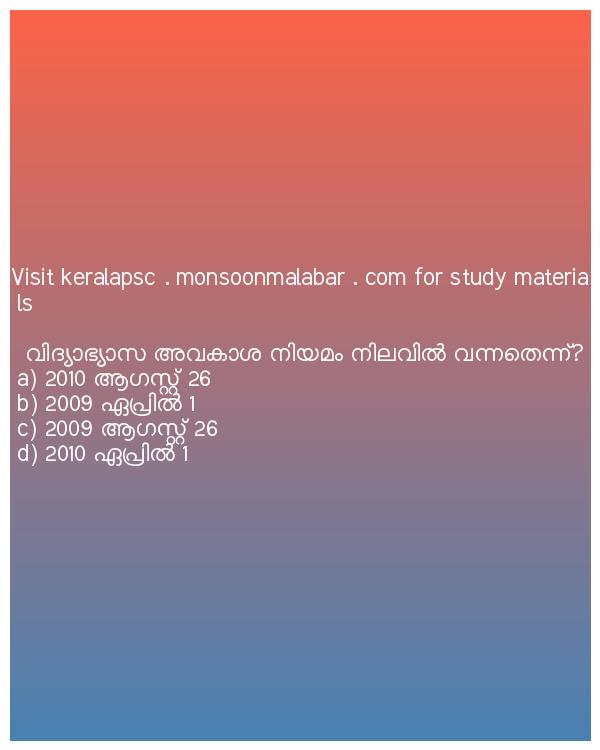 Visit keralapsc . monsoonmalabar . com for study materia
ls
വിദ്യാഭ്യാസ അവകാശ നിയമം നിലവിൽ വന്നതെന്ന്?
a) 2010 ആഗസ്റ്റ് 26
b) 2009 ഏപ്രിൽ 1
c) 2009 ആഗസ്റ്റ് 26
d) 2010 ഏപ്രിൽ 1